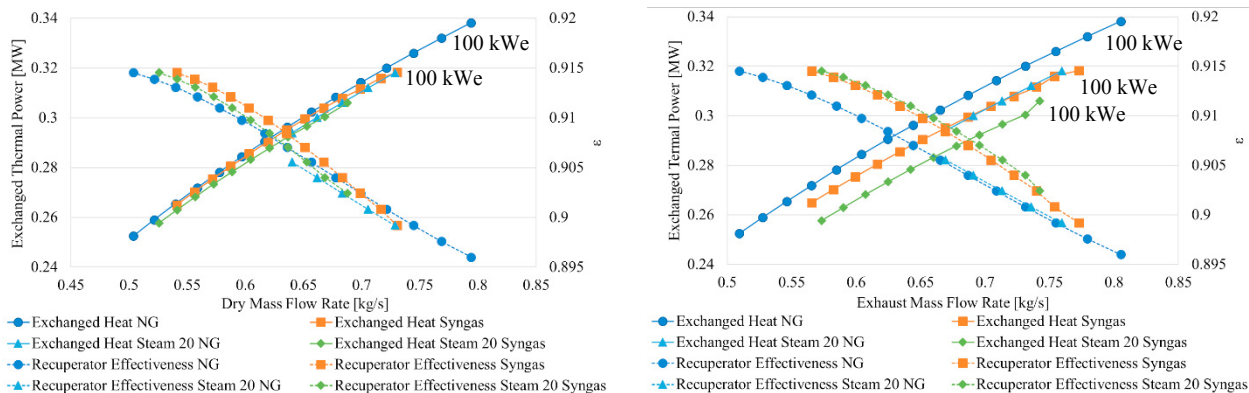 0.34
0.32
0.3
0.28
0.26
0.24
Exchanged Thermal Power [MW]
0.92
0.915
0.91
0.905
0.9
0.895
ε
100 kWe
100 kWe
0.45 0.5 0.55 0.6 0.65 0.7 0.75 0.8 0.85
Dry Mass Flow Rate [kg/s]
Exchanged Heat NG Exchanged Heat Syngas
Exchanged Heat Steam 20 NG Exchanged Heat Steam 20 Syngas
Recuperator Effectiveness NG Recuperator Effectiveness Syngas
Recuperator Effectiveness Steam 20 NG Recuperator Effectiveness Steam 20 Syngas
0.34
0.32
0.3
0.28
0.26
0.24
Exchanged Termal Power [MW]
0.92
0.915
0.91
0.905
0.9
0.895
ε
100 kWe
100 kWe
100 kWe
0.5 0.55 0.6 0.65 0.7 0.75 0.8 0.85
Exhaust Mass Flow Rate [kg/s]
Exchanged Heat NG Exchanged Heat Syngas
Exchanged Heat Steam 20 NG Exchanged Heat Steam 20 Syngas
Recuperator Effectiveness NG Recuperator Effectiveness Syngas
Recuperator Effectiveness Steam 20 NG Recuperator Effectiveness Steam 20 Syngas